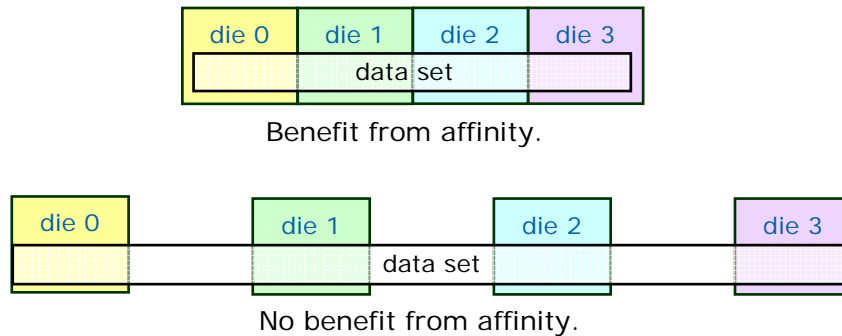 die 0 die 1 die 2 die 3
data set
Benefit from affinity.
die 0 die 1 die 2 die 3
data set
No benefit from affinity.